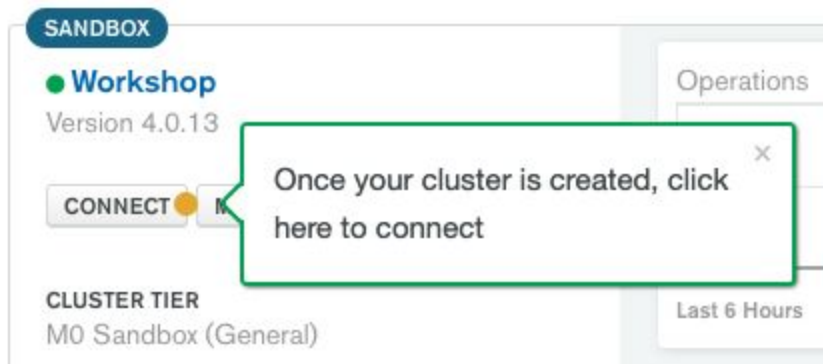 SANDBOX
Workshop
Version 4.0.13
Operations
Once your cluster is created, click
here to connect
CONNECT
CLUSTER TIER
M0 Sandbox (General)
Last 6 Hours